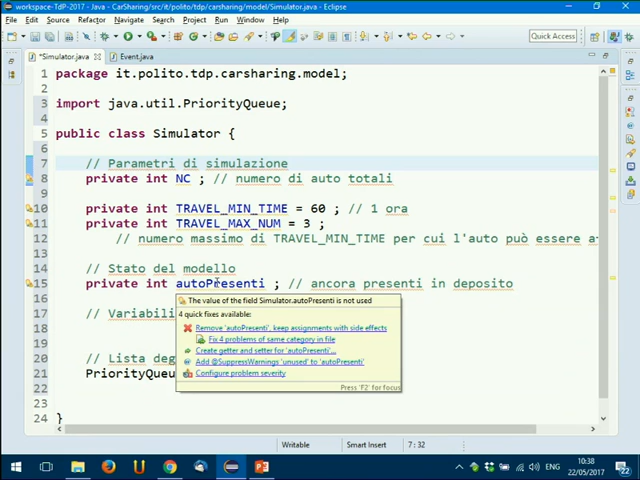 workspace-TdP-2017 - CarSharing/src/it/polito/tdp/carsharing/model/Simulator.java - Eclipse
File Edit Source Refactor Navigate Search Project Run Window Help
Quick Access
*Simulator.java Event.java
1 package it.polito.tdp.carsharing.model;
2
3 import java.util.PriorityQueue;
4
5 public class Simulator {
6
7 // Parametri di simulazione
8 private int NC ; // numero di auto totali
9
10 private int TRAVEL_MIN_TIME = 60 ; // 1 ora
11 private int TRAVEL_MAX_NUM = 3 ;
12 // numero massimo di TRAVEL_MIN_TIME per cui l'auto può essere a
13
14 // Stato del modello
15 private int autoPresenti ; // ancora presenti in deposito
16
The value of the field Simulator.autoPresenti is not used
17 // Variabili
4 quick fixes available:
18
Remove 'autoPresenti', keep assignments with side effects
19
Fix 4 problems of same category in file
Create getter and setter for 'autoPresenti'...
20 // Lista deg
Add @SuppressWarnings 'unused' to 'autoPresenti'
21 PriorityQueu
Configure problem severity
22
Press 'F2' for focus
23
24 }
Writable Smart Insert 7 : 32
ENG 10:38
22/05/2017
22